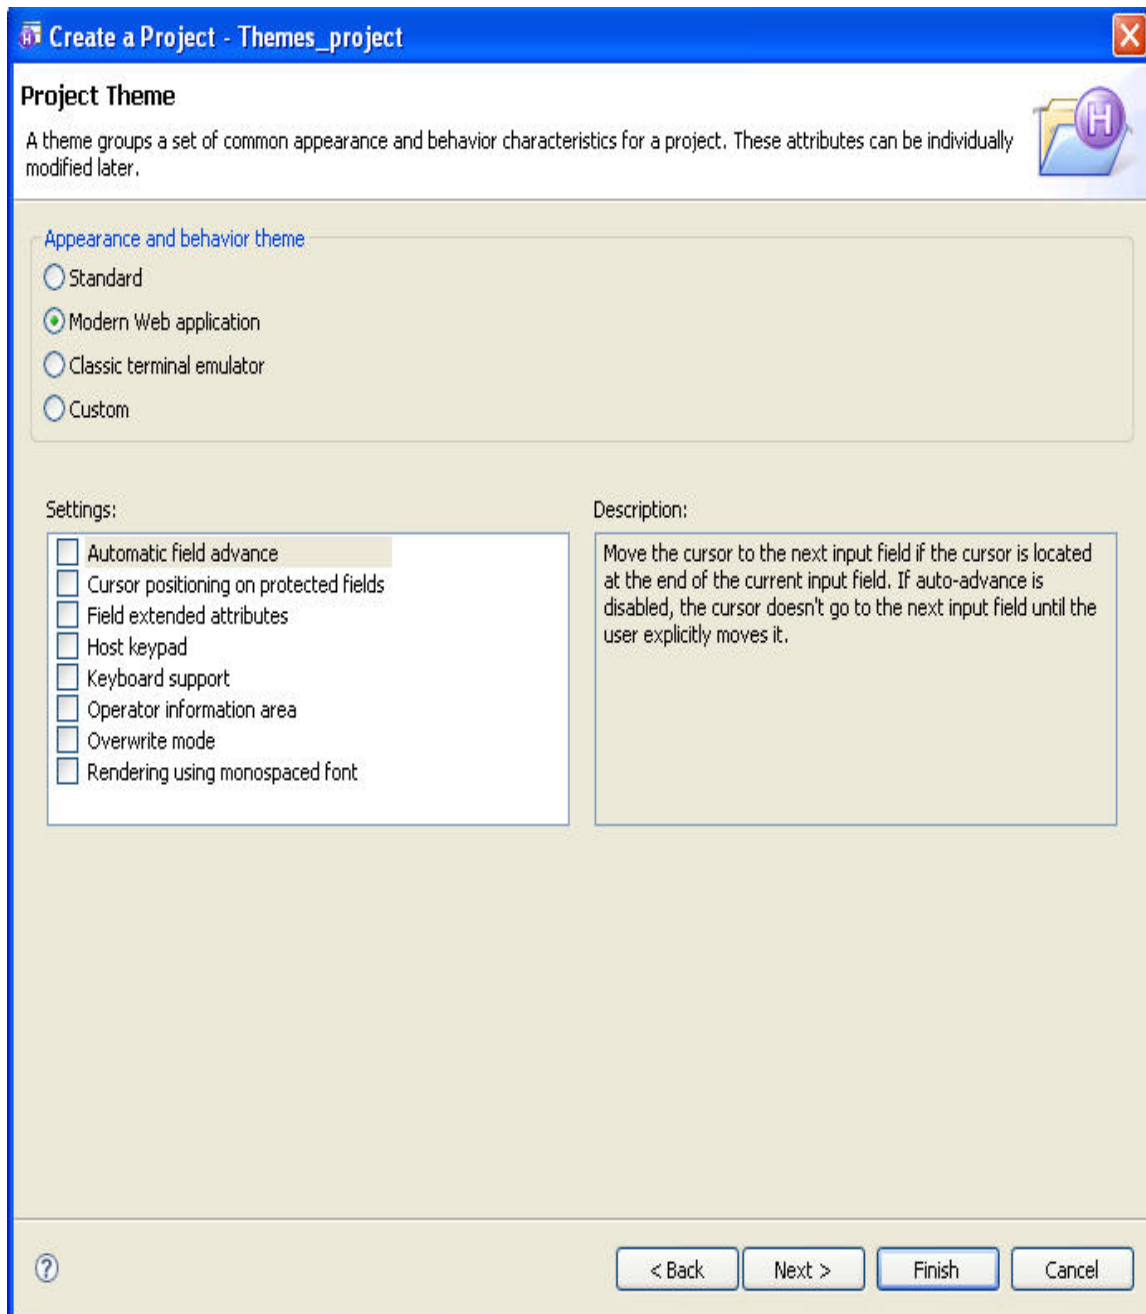 Create a Project - Themes_project
Project Theme
A theme groups a set of common appearance and behavior characteristics for a project. These attributes can be individually
modified later.
H
Appearance and behavior theme
Standard
Modern Web application
Classic terminal emulator
Custom
Settings:
Automatic field advance
Cursor positioning on protected fields
Field extended attributes
Host keypad
Keyboard support
Operator information area
Overwrite mode
Rendering using monospaced font
Description:
Move the cursor to the next input field if the cursor is located
at the end of the current input field. If auto-advance is
disabled, the cursor doesn't go to the next input field until the
user explicitly moves it.
?
< Back
Next >
Finish
Cancel